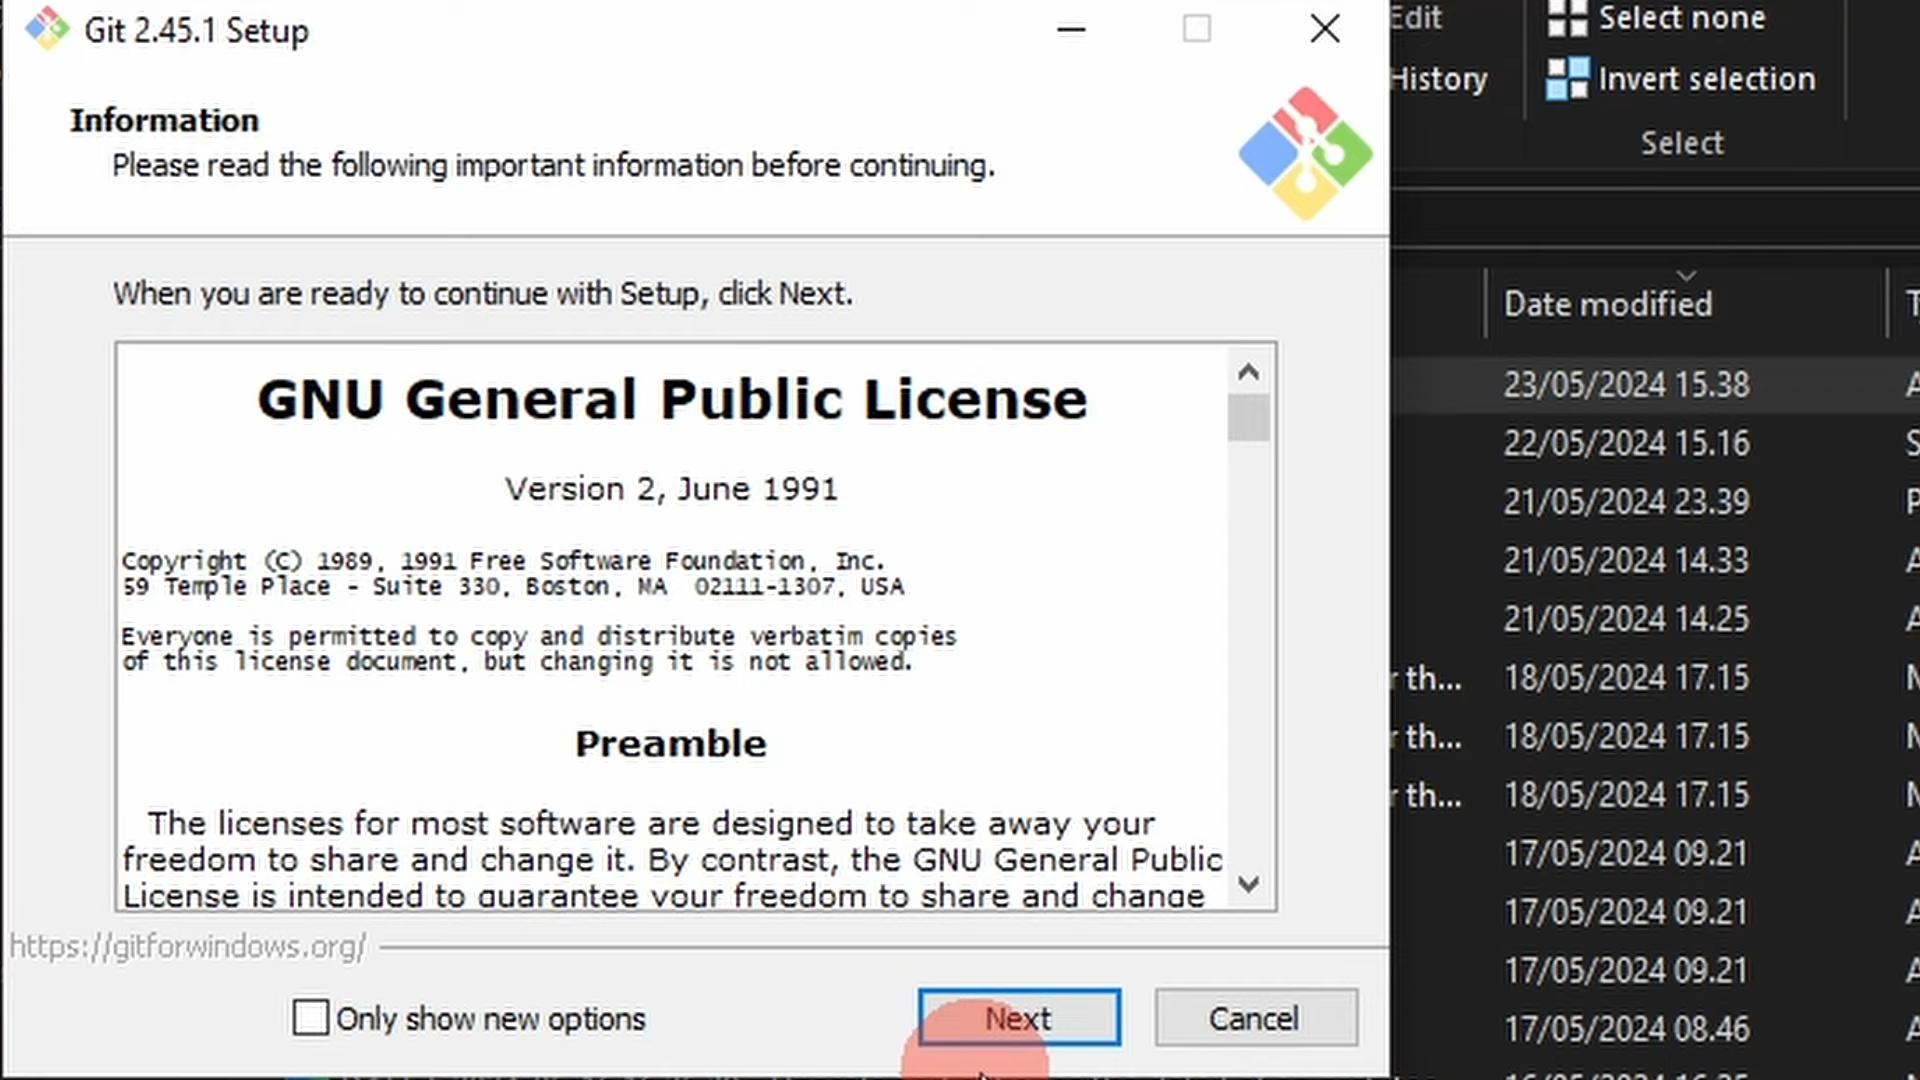 Git 2.45.1 Setup
Information
Please read the following important information before continuing.
When you are ready to continue with Setup, click Next.
GNU General Public License
Version 2, June 1991
Copyright (C) 1989, 1991 Free Software Foundation, Inc.
59 Temple Place - Suite 330, Boston, MA  02111-1307, USA
Everyone is permitted to copy and distribute verbatim copies
of this license document, but changing it is not allowed.
Preamble
The licenses for most software are designed to take away your
freedom to share and change it. By contrast, the GNU General Public
License is intended to guarantee your freedom to share and change
https://gitforwindows.org/
Only show new options
Next
Cancel
Edit
History
Select none
Invert selection
Select
Date modified
23/05/2024 15.38
22/05/2024 15.16
21/05/2024 23.39
21/05/2024 14.33
21/05/2024 14.25
r th... 18/05/2024 17.15
r th... 18/05/2024 17.15
r th... 18/05/2024 17.15
17/05/2024 09.21
17/05/2024 09.21
17/05/2024 09.21
17/05/2024 08.46